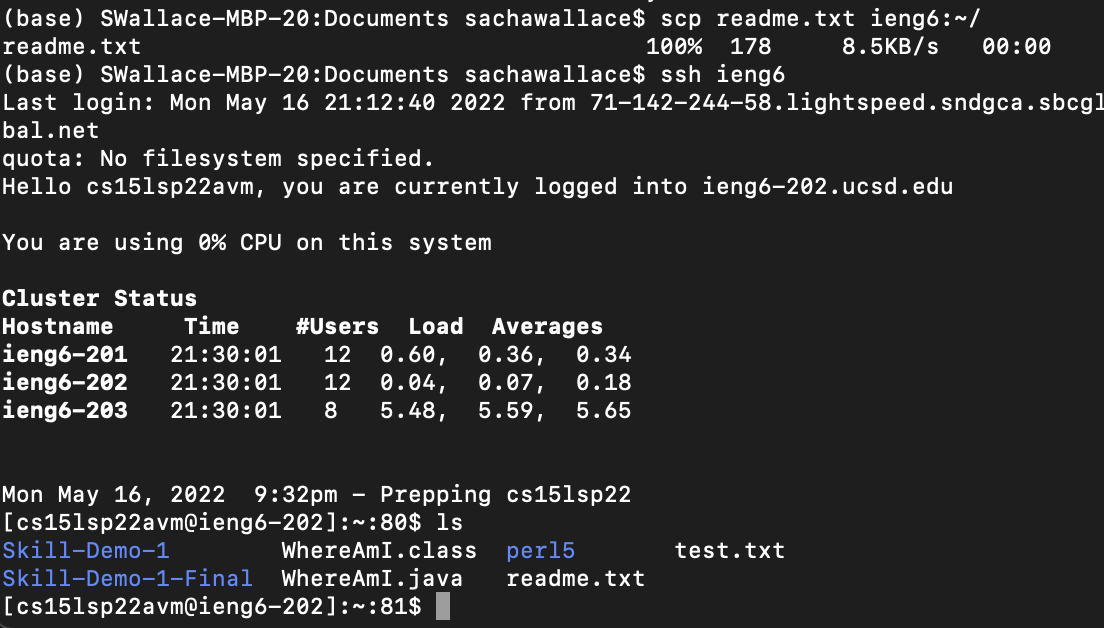 (base) SWallace-MBP-20:Documents sachawallace$ scp readme.txt ieng6:~/
readme.txt 100% 178 8.5KB/s 00:00
(base) SWallace-MBP-20:Documents sachawallace$ ssh ieng6
Last login: Mon May 16 21:12:40 2022 from 71-142-244-58.lightspeed.sndgca.sbcgl
bal.net
quota: No filesystem specified.
Hello cs15lsp22avm, you are currently logged into ieng6-202.ucsd.edu
You are using 0% CPU on this system
Cluster Status
Hostname Time #Users Load Averages
ieng6-201 21:30:01 12 0.60, 0.36, 0.34
ieng6-202 21:30:01 12 0.04, 0.07, 0.18
ieng6-203 21:30:01 8 5.48, 5.59, 5.65
Mon May 16, 2022 9:32pm - Prepping cs15lsp22
[cs15lsp22avm@ieng6-202]:~:80$ ls
Skill-Demo-1 WhereAmI.class perl5 test.txt
Skill-Demo-1-Final WhereAmI.java readme.txt
[cs15lsp22avm@ieng6-202]:~:81$